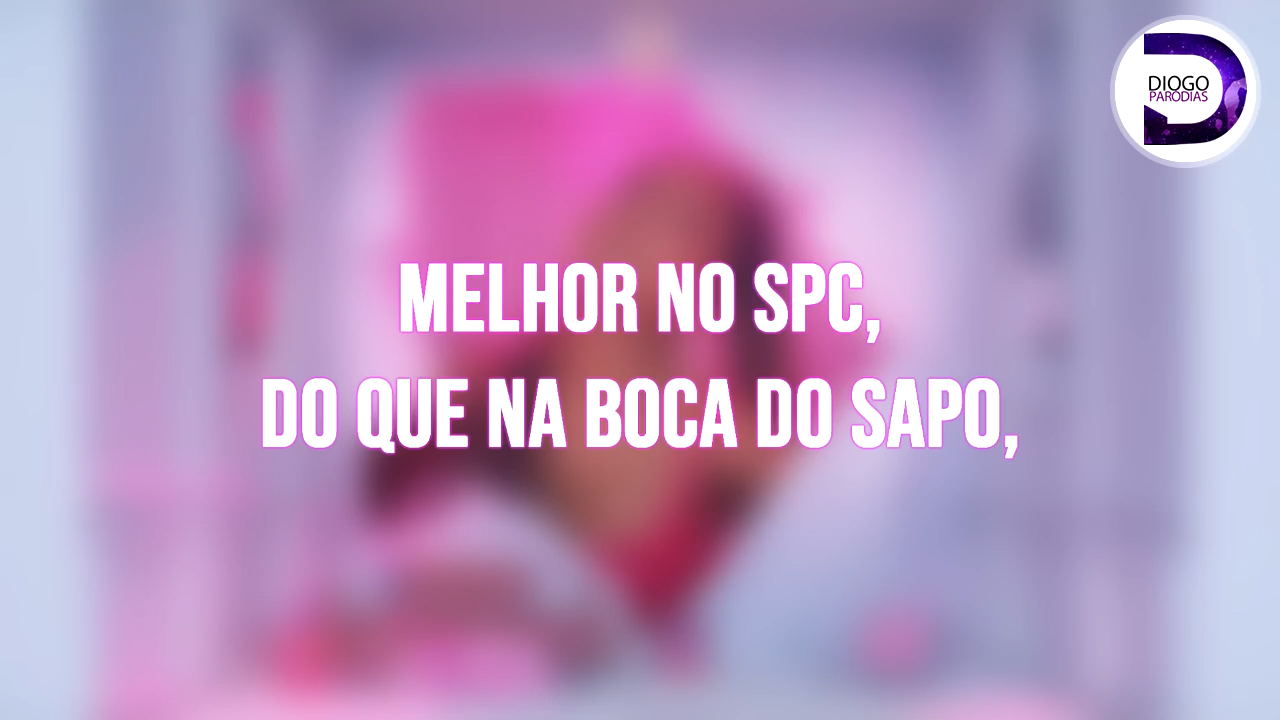 DIOGO
PARODIAS
MELHOR NO SPC,
DO QUE NA BOCA DO SAPO,